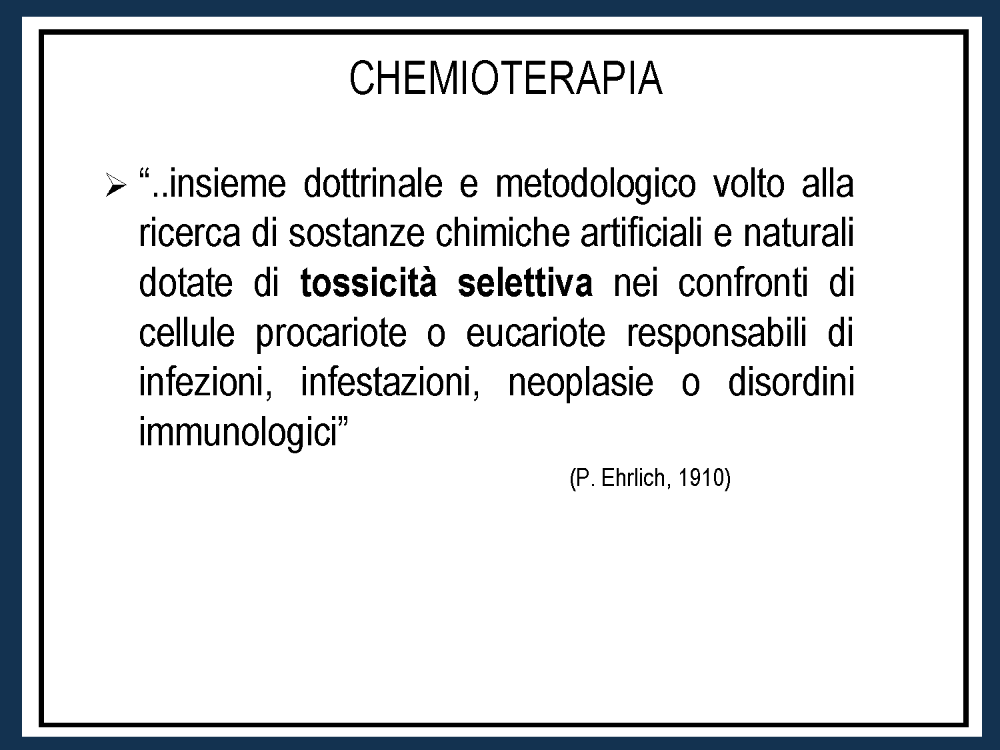 CHEMIOTERAPIA
➢ “..insieme dottrinale e metodologico volto alla
ricerca di sostanze chimiche artificiali e naturali
dotate di tossicità selettiva nei confronti di
cellule procariote o eucariote responsabili di
infezioni, infestazioni, neoplasie o disordini
immunologici”
(P. Ehrlich, 1910)